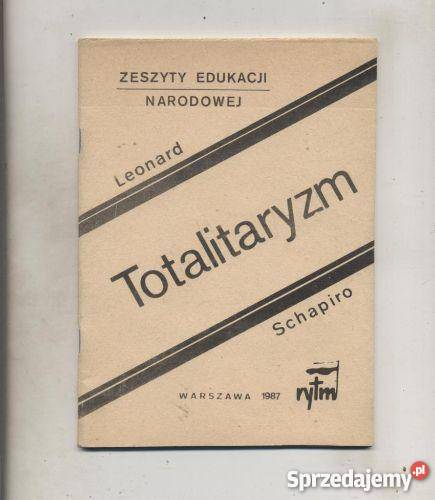 ZESZYTY EDUKACJI
NARODOWEJ
Leonard
Totalitaryzm
Schapiro
WARSZAWA 1987
rytm
Sprzedajemy.pl